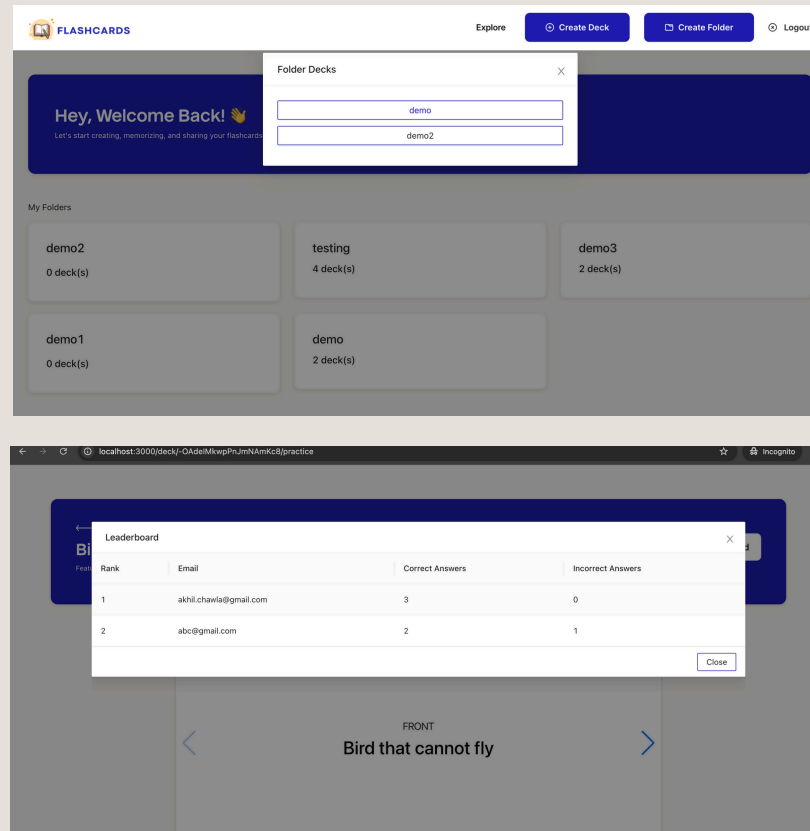 FLASHCARDS
Explore
Create Deck
Create Folder
Logout
Folder Decks
demo
demo2
Hey, Welcome Back! 👋
Let's start creating, memorizing, and sharing your flashcards
My Folders
demo2
0 deck(s)
testing
4 deck(s)
demo3
2 deck(s)
demo1
0 deck(s)
demo
2 deck(s)
localhost:3000/deck/-OAdelMkwpPnJmNAmKc8/practice
Incognito
Leaderboard
Bi
d
Feat
Rank Email Correct Answers Incorrect Answers
1 akhil.chawla@gmail.com 3 0
2 abc@gmail.com 2 1
Close
FRONT
Bird that cannot fly